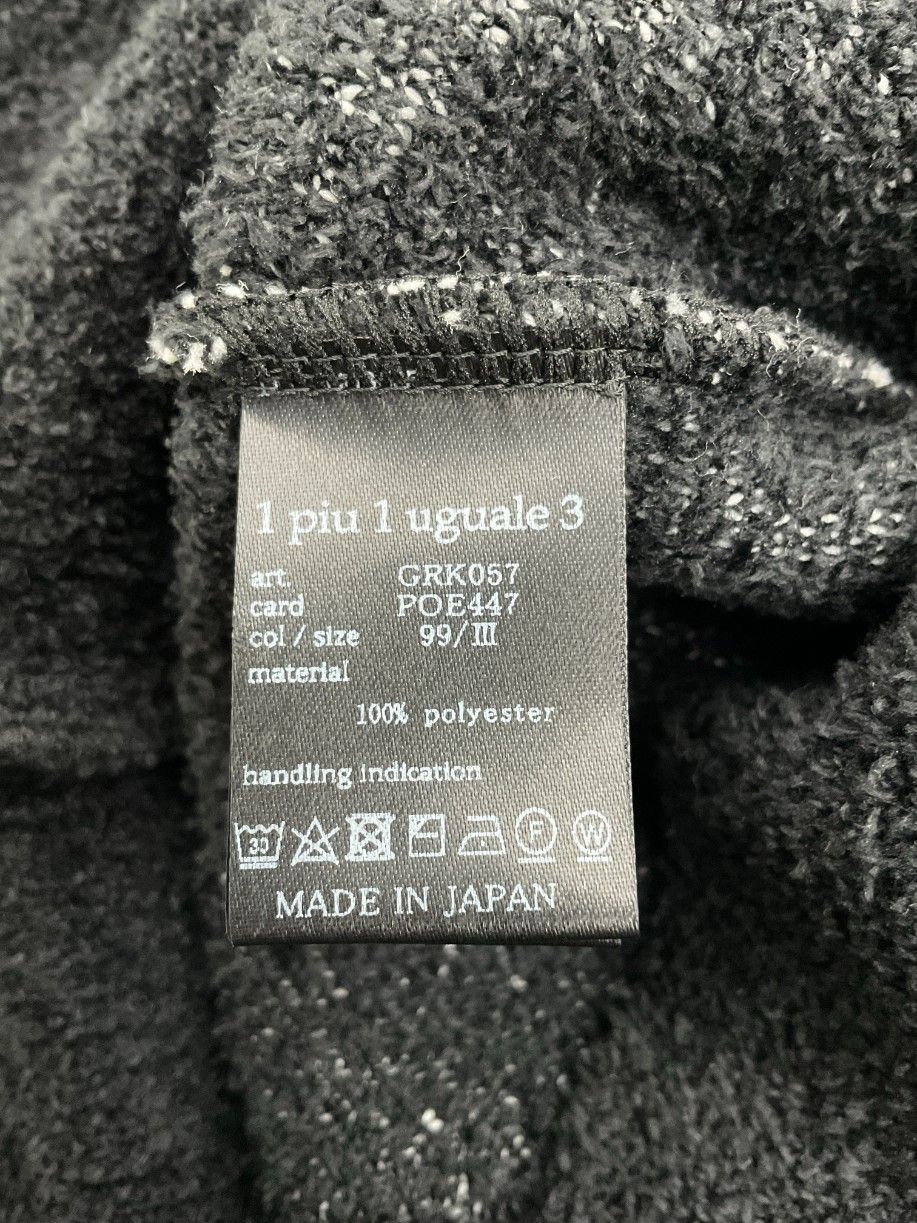 1 piu 1 uguale 3
art. GRK057
card POE447
col / size 99/Ⅲ
material
100% polyester
handling indication
30 F W
MADE IN JAPAN